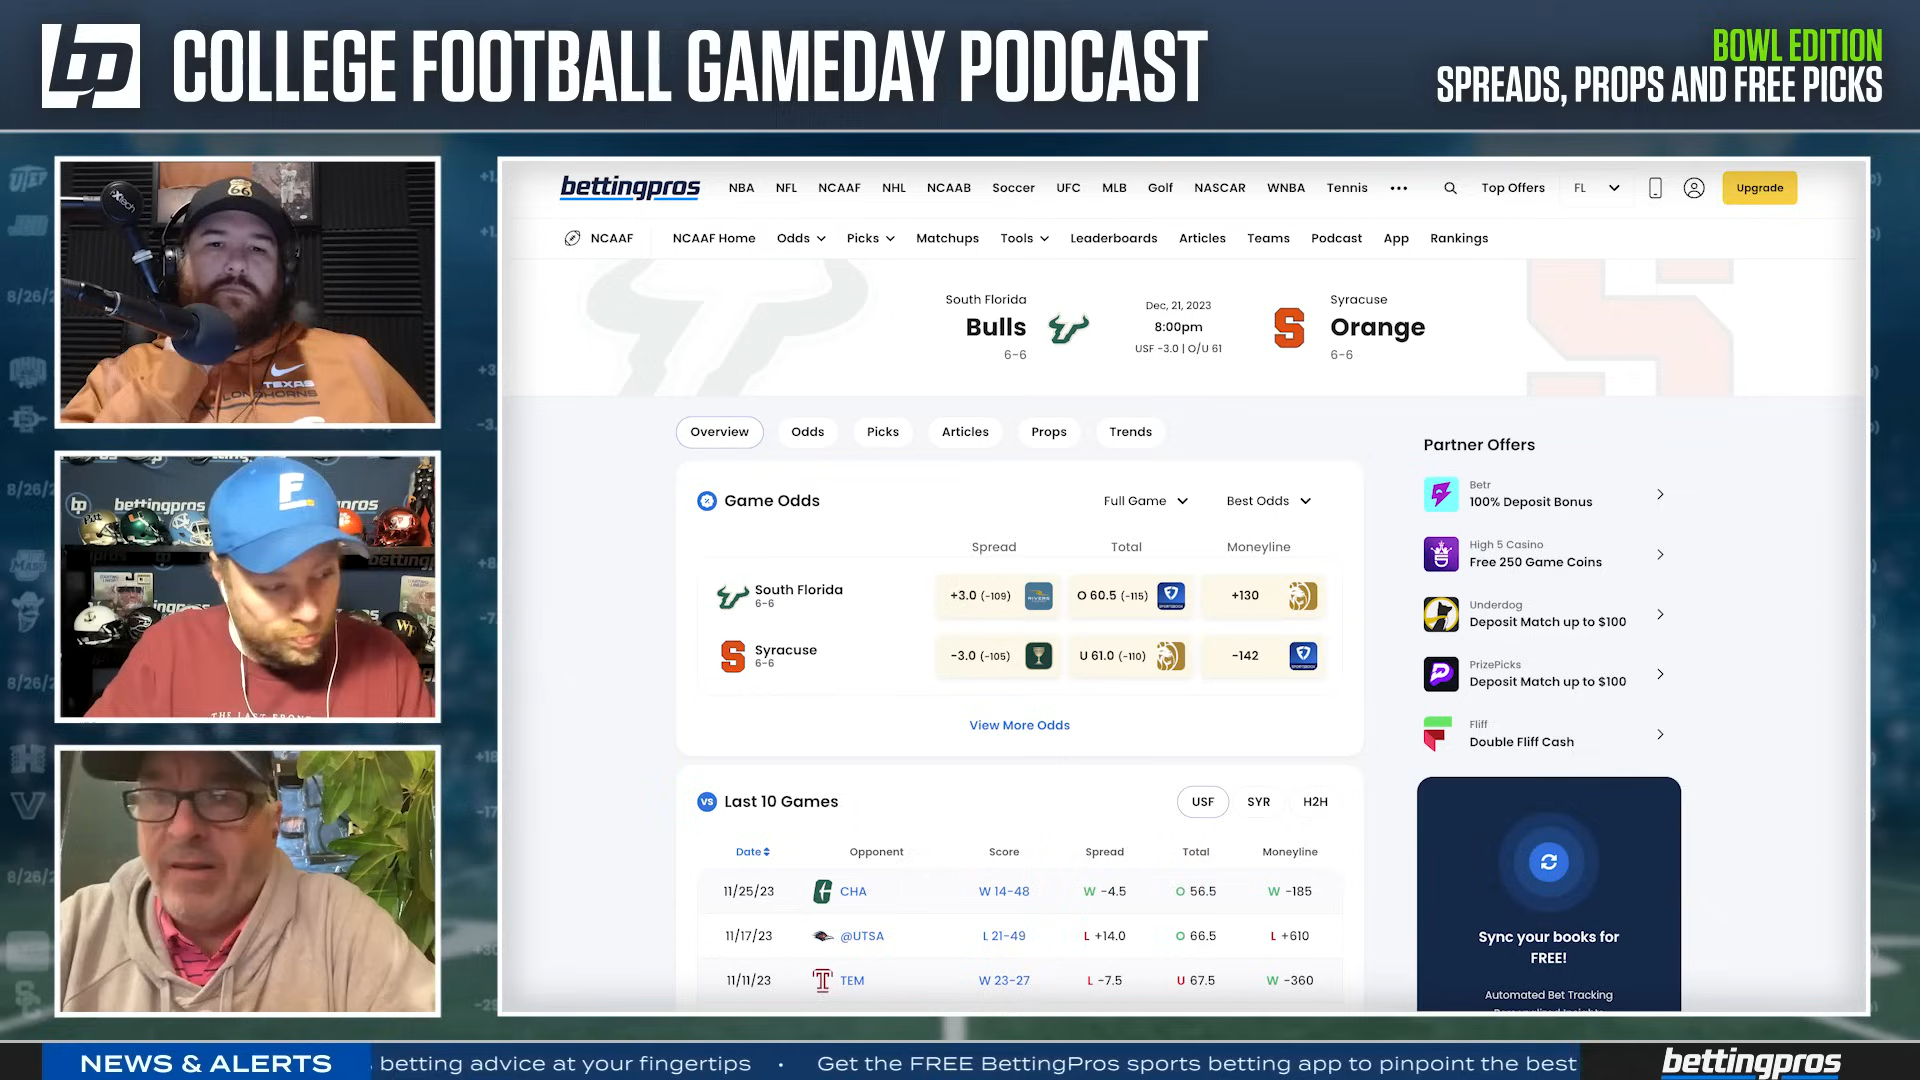 bp COLLEGE FOOTBALL GAMEDAY PODCAST
BOWL EDITION
SPREADS, PROPS AND FREE PICKS
66
TEXAS
LONGHORNS
bettingpros
THE LAST
bettingpros NBA NFL NCAAF NHL NCAAB Soccer UFC MLB Golf NASCAR WNBA Tennis ••• Top Offers FL Upgrade
NCAAF NCAAF Home Odds Picks Matchups Tools Leaderboards Articles Teams Podcast App Rankings
South Florida
Bulls
6-6
Dec, 21, 2023
8:00pm
USF -3.0 | O/U 61
Syracuse
Orange
6-6
Overview Odds Picks Articles Props Trends
Game Odds Full Game Best Odds
Spread Total Moneyline
South Florida
6-6
+3.0 (-109) O 60.5 (-115) +130
Syracuse
6-6
-3.0 (-105) U 61.0 (-110) -142
View More Odds
VS Last 10 Games USF SYR H2H
Date Opponent Score Spread Total Moneyline
11/25/23 CHA W 14-48 W -4.5 O 56.5 W -185
11/17/23 @UTSA L 21-49 L +14.0 O 66.5 L +610
11/11/23 TEM W 23-27 L -7.5 U 67.5 W -360
Partner Offers
Betr
100% Deposit Bonus
High 5 Casino
Free 250 Game Coins
Underdog
Deposit Match up to $100
PrizePicks
Deposit Match up to $100
Fliff
Double Fliff Cash
Sync your books for
FREE!
Automated Bet Tracking
NEWS & ALERTS betting advice at your fingertips • Get the FREE BettingPros sports betting app to pinpoint the best bettingpros